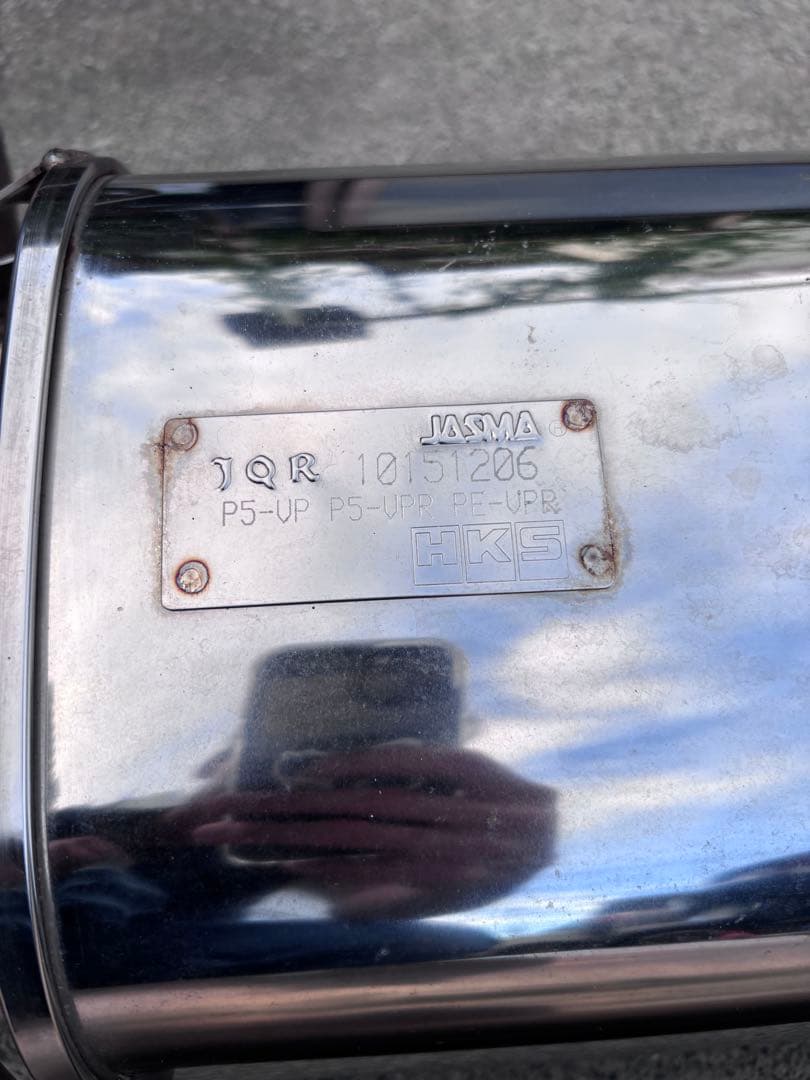 JASMA ®
JQR 10151206
P5-VP P5-VPR PE-VPR
HKS